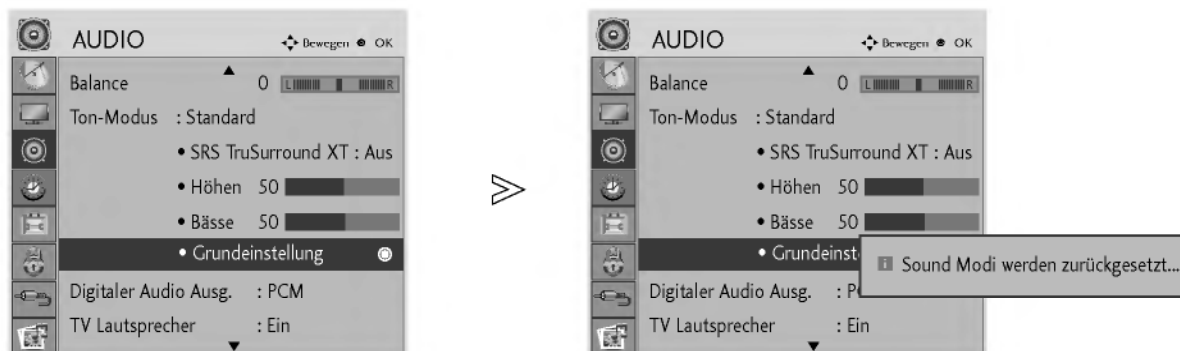 AUDIO Bewegen OK
Balance 0 L R
Ton-Modus : Standard
• SRS TruSurround XT : Aus
• Höhen 50
• Bässe 50
• Grundeinstellung
Digitaler Audio Ausg. : PCM
TV Lautsprecher : Ein
AUDIO Bewegen OK
Balance 0 L R
Ton-Modus : Standard
• SRS TruSurround XT : Aus
• Höhen 50
• Bässe 50
• Grundeinst
i Sound Modi werden zurückgesetzt...
Digitaler Audio Ausg. : P
TV Lautsprecher : Ein